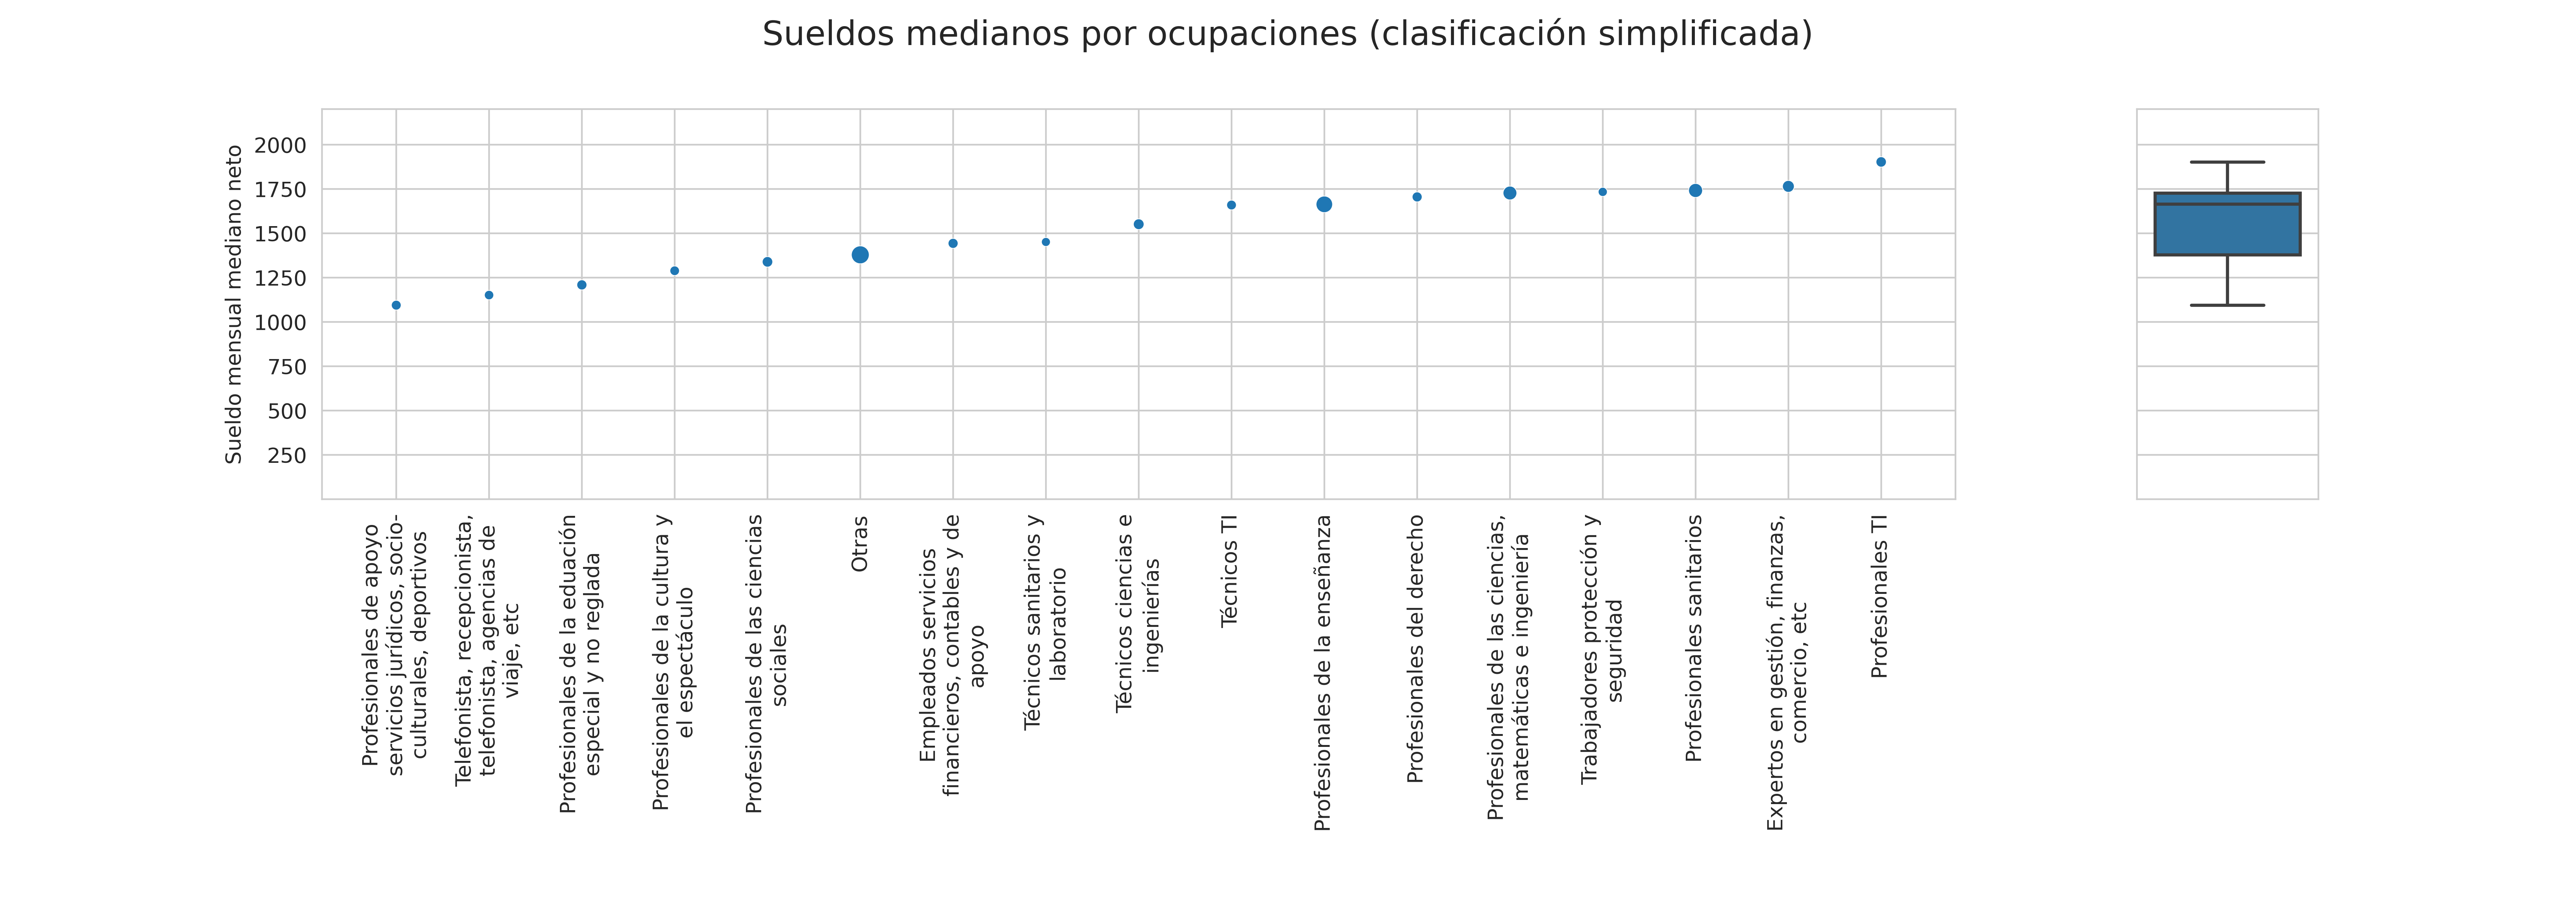 Sueldos medianos por ocupaciones (clasificación simplificada)
Sueldo mensual mediano neto
2000
1750
1500
1250
1000
750
500
250
Profesionales de apoyo
servicios jurídicos, socio-
culturales, deportivos
Telefonista, recepcionista,
telefonista, agencias de
viaje, etc
Profesionales de la eduación
especial y no reglada
Profesionales de la cultura y
el espectáculo
Profesionales de las ciencias
sociales
Otras
Empleados servicios
financieros, contables y de
apoyo
Técnicos sanitarios y
laboratorio
Técnicos ciencias e
ingenierías
Técnicos TI
Profesionales de la enseñanza
Profesionales del derecho
Profesionales de las ciencias,
matemáticas e ingeniería
Trabajadores protección y
seguridad
Profesionales sanitarios
Expertos en gestión, finanzas,
comercio, etc
Profesionales TI